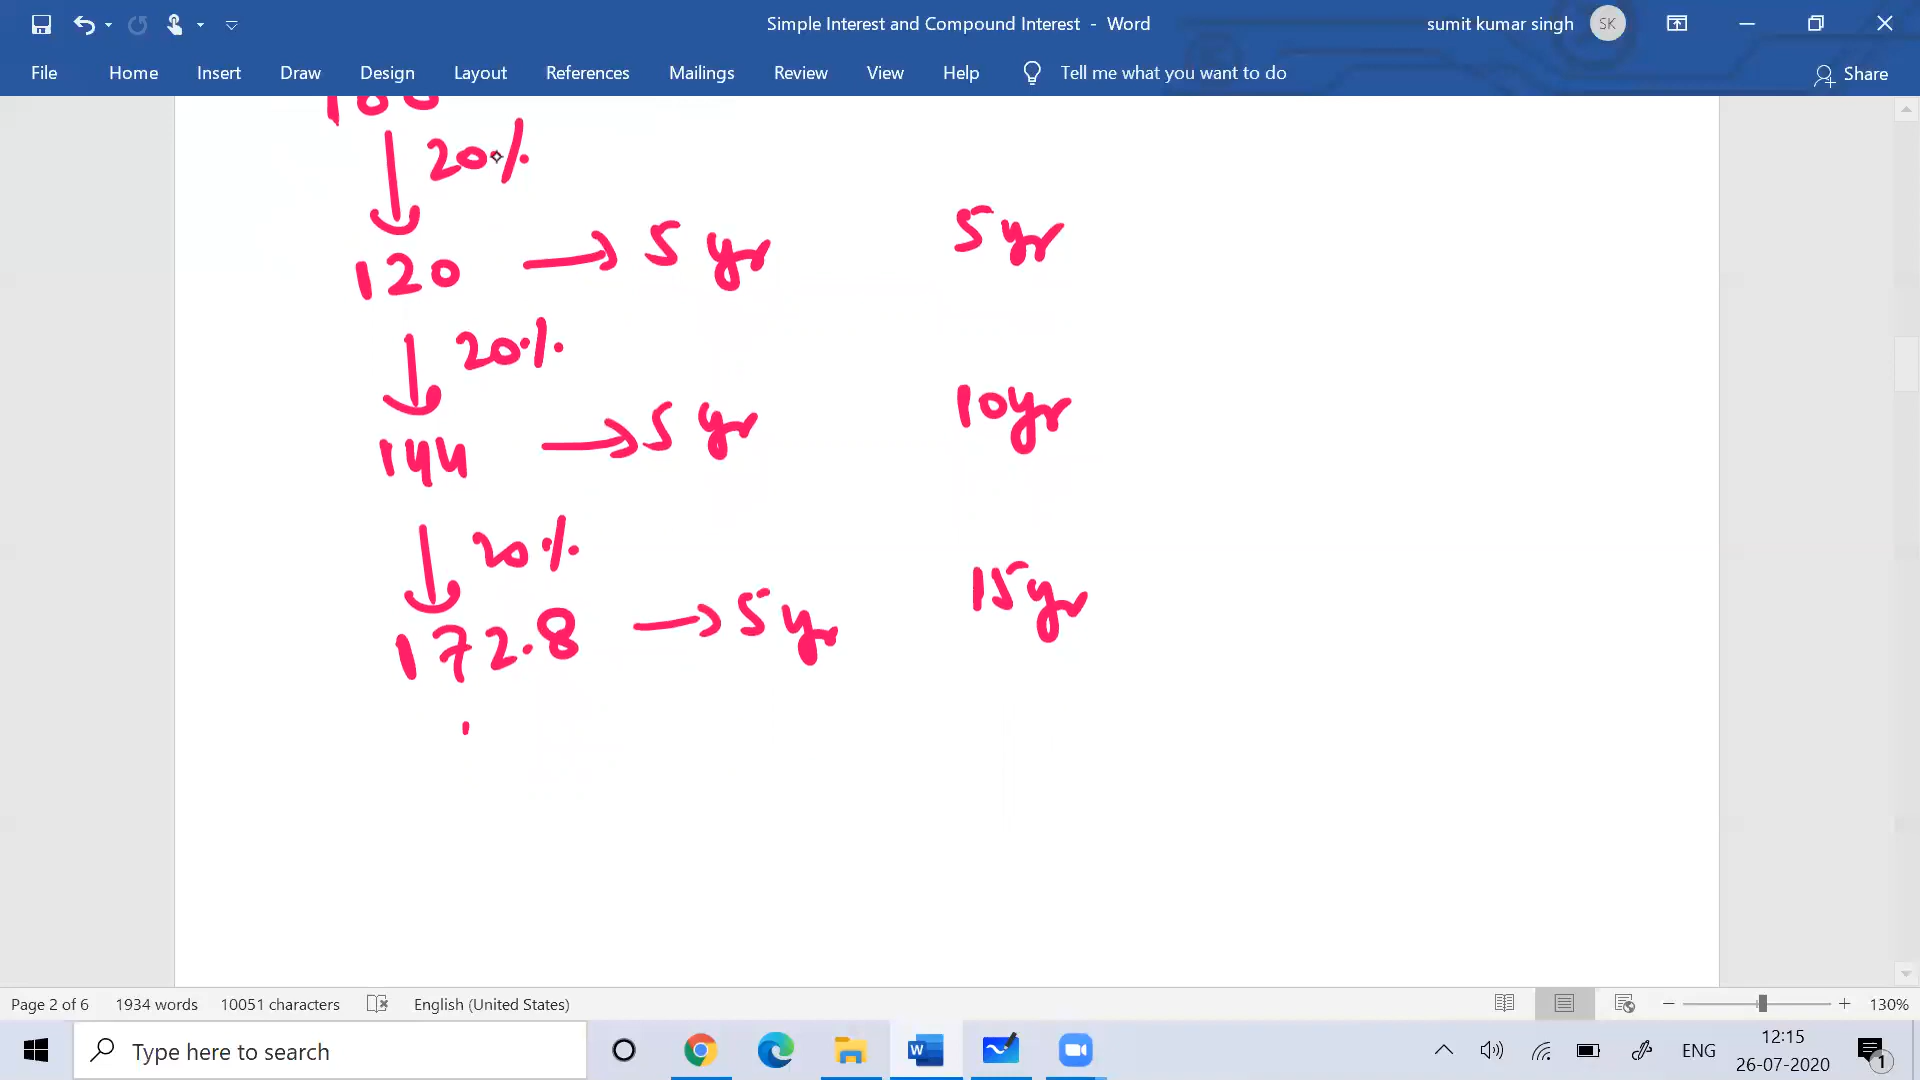 Simple Interest and Compound Interest - Word
sumit kumar singh SK
File Home Insert Draw Design Layout References Mailings Review View Help Tell me what you want to do Share
100
20%
120 → 5 yr 5 yr
20%
144 → 5 yr 10yr
20%
172.8 → 5 yr 15yr
Page 2 of 6 1934 words 10051 characters English (United States) 130%
Type here to search
W
ENG
12:15
26-07-2020
1